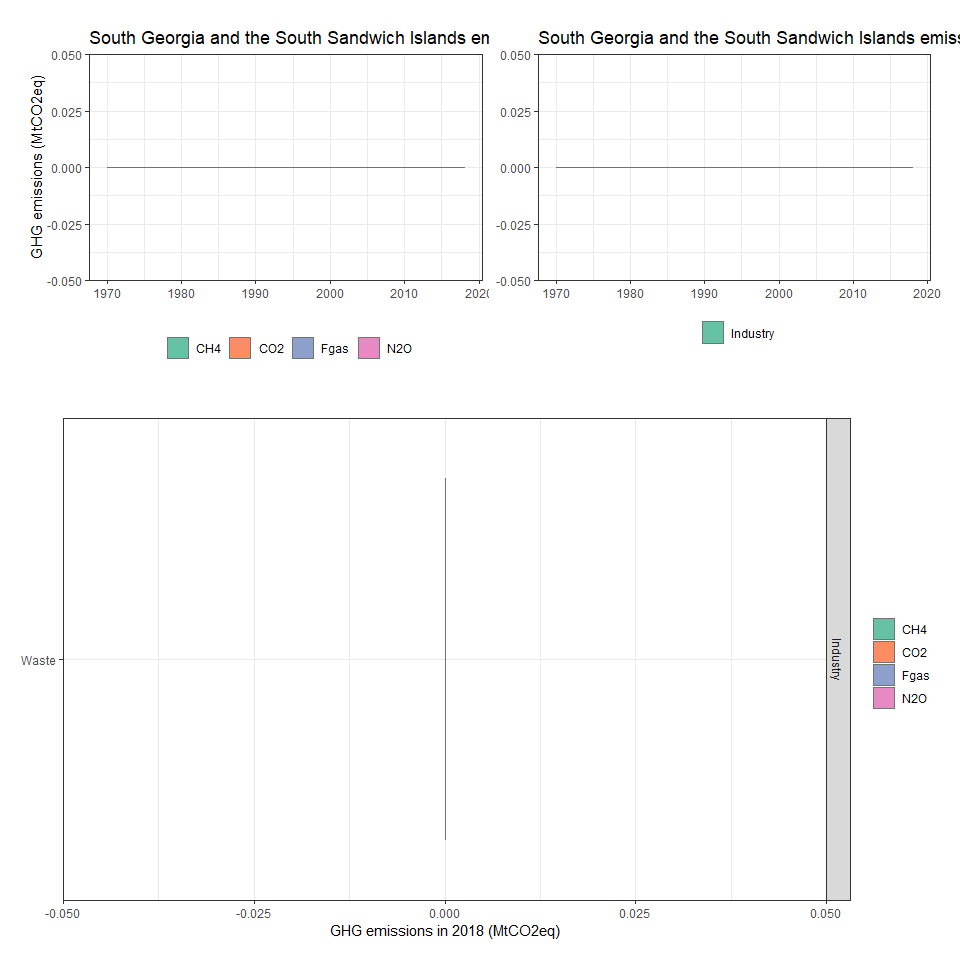 South Georgia and the South Sandwich Islands en
GHG emissions (MtCO2eq)
0.050
0.025
0.000
-0.025
-0.050
1970 1980 1990 2000 2010 2020
CH4 CO2 Fgas N2O
South Georgia and the South Sandwich Islands emiss
0.050
0.025
0.000
-0.025
-0.050
1970 1980 1990 2000 2010 2020
Industry
Waste
Industry
-0.050 -0.025 0.000 0.025 0.050
GHG emissions in 2018 (MtCO2eq)
CH4
CO2
Fgas
N2O